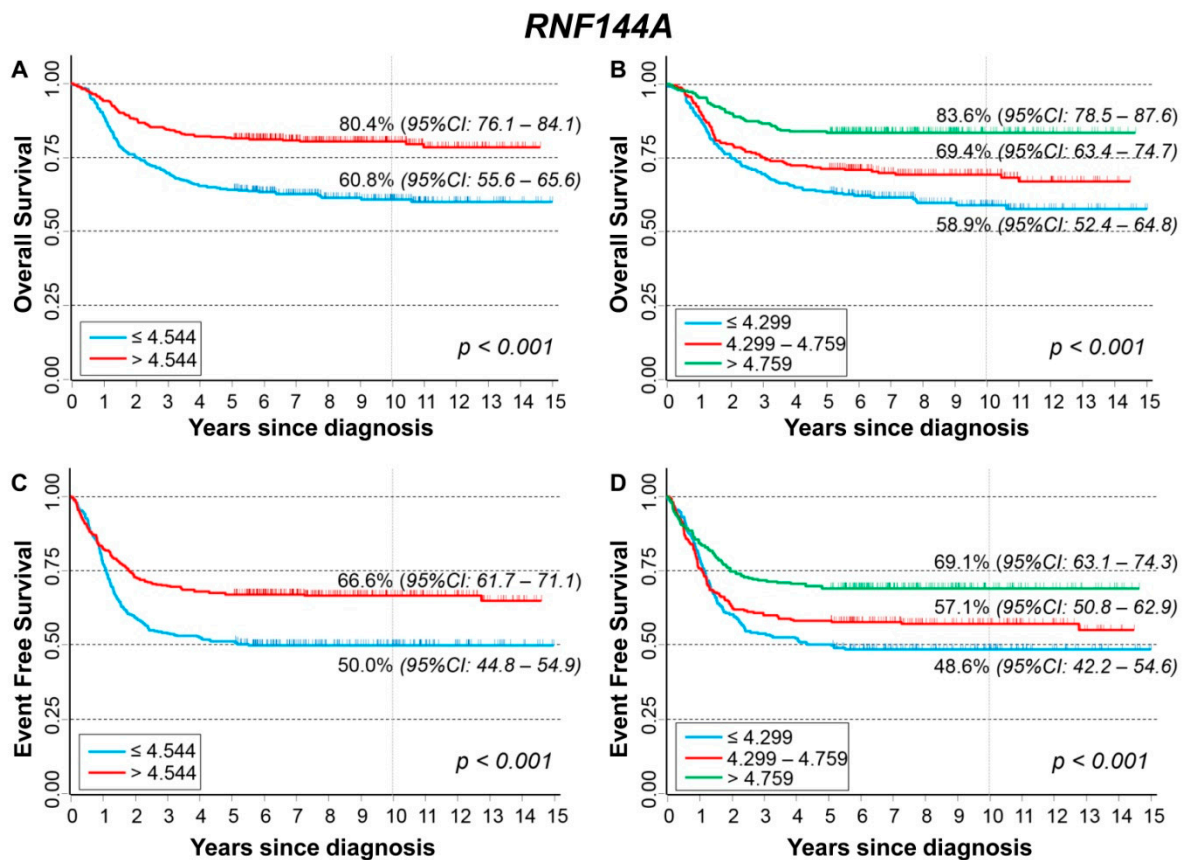 RNF144A
A
Overall Survival
1.00
0.75
0.50
0.25
0.00
80.4% (95%CI: 76.1 – 84.1)
60.8% (95%CI: 55.6 – 65.6)
≤ 4.544
> 4.544
p < 0.001
0 1 2 3 4 5 6 7 8 9 10 11 12 13 14 15
Years since diagnosis
B
Overall Survival
1.00
0.75
0.50
0.25
0.00
83.6% (95%CI: 78.5 – 87.6)
69.4% (95%CI: 63.4 – 74.7)
58.9% (95%CI: 52.4 – 64.8)
≤ 4.299
4.299 – 4.759
> 4.759
p < 0.001
0 1 2 3 4 5 6 7 8 9 10 11 12 13 14 15
Years since diagnosis
C
Event Free Survival
1.00
0.75
0.50
0.25
0.00
66.6% (95%CI: 61.7 – 71.1)
50.0% (95%CI: 44.8 – 54.9)
≤ 4.544
> 4.544
p < 0.001
0 1 2 3 4 5 6 7 8 9 10 11 12 13 14 15
Years since diagnosis
D
Event Free Survival
1.00
0.75
0.50
0.25
0.00
69.1% (95%CI: 63.1 – 74.3)
57.1% (95%CI: 50.8 – 62.9)
48.6% (95%CI: 42.2 – 54.6)
≤ 4.299
4.299 – 4.759
> 4.759
p < 0.001
0 1 2 3 4 5 6 7 8 9 10 11 12 13 14 15
Years since diagnosis